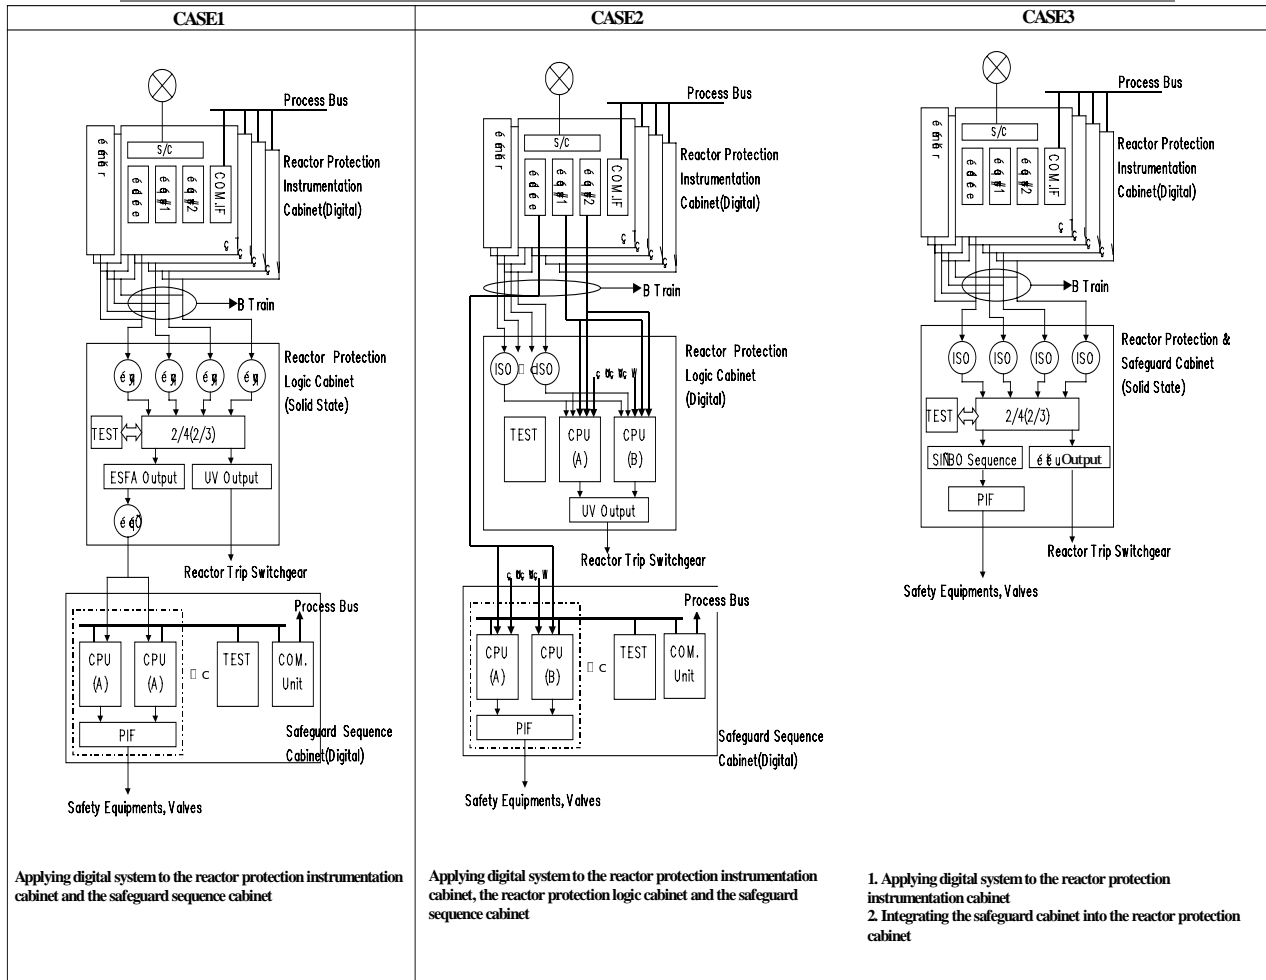 CASE1
Process Bus
S/C
COM.IF
Reactor Protection
Instrumentation
Cabinet(Digital)
B Train
Reactor Protection
Logic Cabinet
(Solid State)
TEST
2/4(2/3)
ESFA Output
UV Output
Reactor Trip Switchgear
Process Bus
CPU
(A)
CPU
(A)
TEST
COM.
Unit
PIF
Safeguard Sequence
Cabinet(Digital)
Safety Equipments, Valves
Applying digital system to the reactor protection instrumentation
cabinet and the safeguard sequence cabinet
CASE2
Process Bus
S/C
COM.IF
Reactor Protection
Instrumentation
Cabinet(Digital)
B Train
ISO
ISO
Reactor Protection
Logic Cabinet
(Digital)
TEST
CPU
(A)
CPU
(B)
UV Output
Reactor Trip Switchgear
Process Bus
CPU
(A)
CPU
(B)
TEST
COM.
Unit
PIF
Safeguard Sequence
Cabinet(Digital)
Safety Equipments, Valves
Applying digital system to the reactor protection instrumentation
cabinet, the reactor protection logic cabinet and the safeguard
sequence cabinet
CASE3
Process Bus
S/C
COM.IF
Reactor Protection
Instrumentation
Cabinet(Digital)
B Train
ISO
ISO
ISO
ISO
Reactor Protection &
Safeguard Cabinet
(Solid State)
TEST
2/4(2/3)
Sequence
Output
PIF
Reactor Trip Switchgear
Safety Equipments, Valves
1. Applying digital system to the reactor protection
instrumentation cabinet
2. Integrating the safeguard cabinet into the reactor protection
cabinet